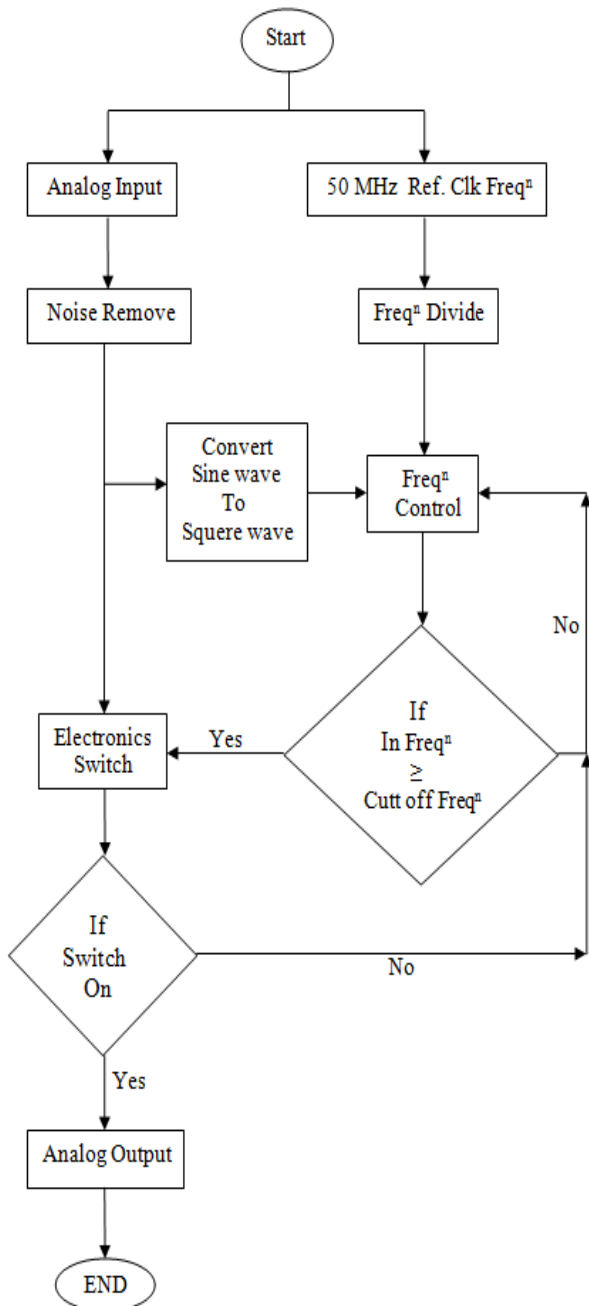 Start
Analog Input
50 MHz Ref. Clk Freqⁿ
Noise Remove
Freqⁿ Divide
Convert
Sine wave
To
Squere wave
Freqⁿ
Control
No
If
In Freqⁿ
≥
Cutt off Freqⁿ
Yes
Electronics
Switch
If
Switch
On
No
Yes
Analog Output
END